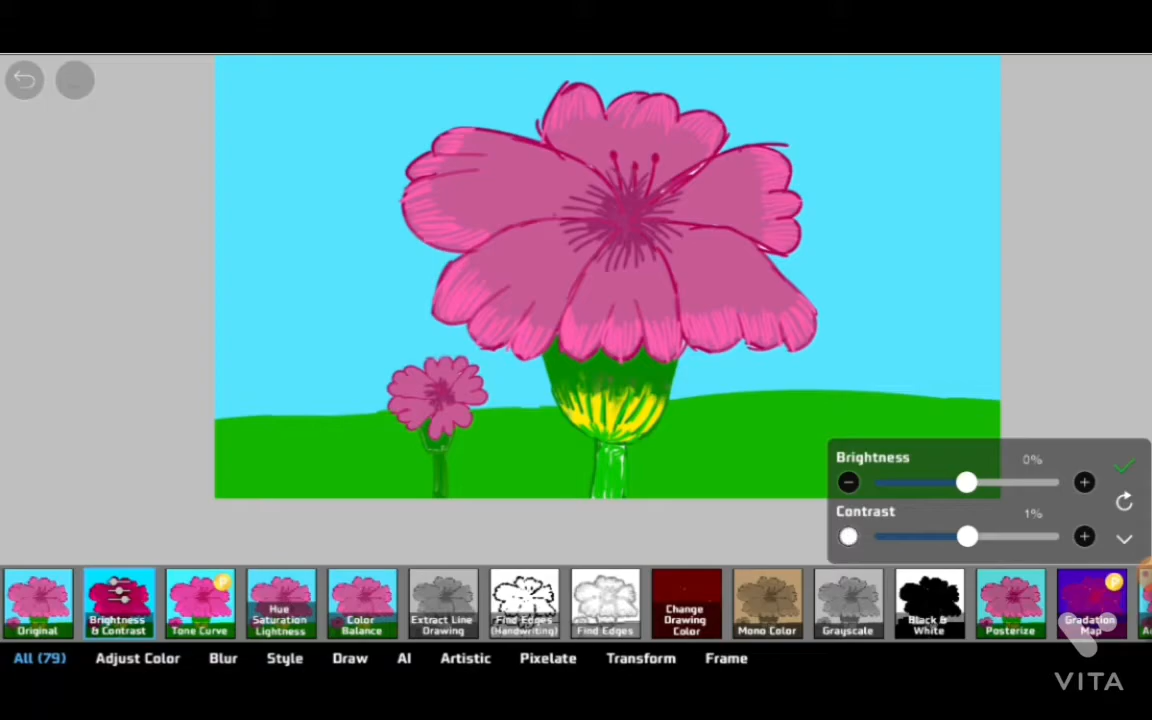 Brightness
0%
Contrast
1%
Original
Brightness
& Contrast
P
Tone Curve
Hue
Saturation
Lightness
Color
Balance
Extract Line
Drawing
Find Edges
(Handwriting)
Find Edges
Change
Drawing
Color
Mono Color
Grayscale
Black &
White
Posterize
P
Gradation
Map
All (79)
Adjust Color
Blur
Style
Draw
AI
Artistic
Pixelate
Transform
Frame
VITA